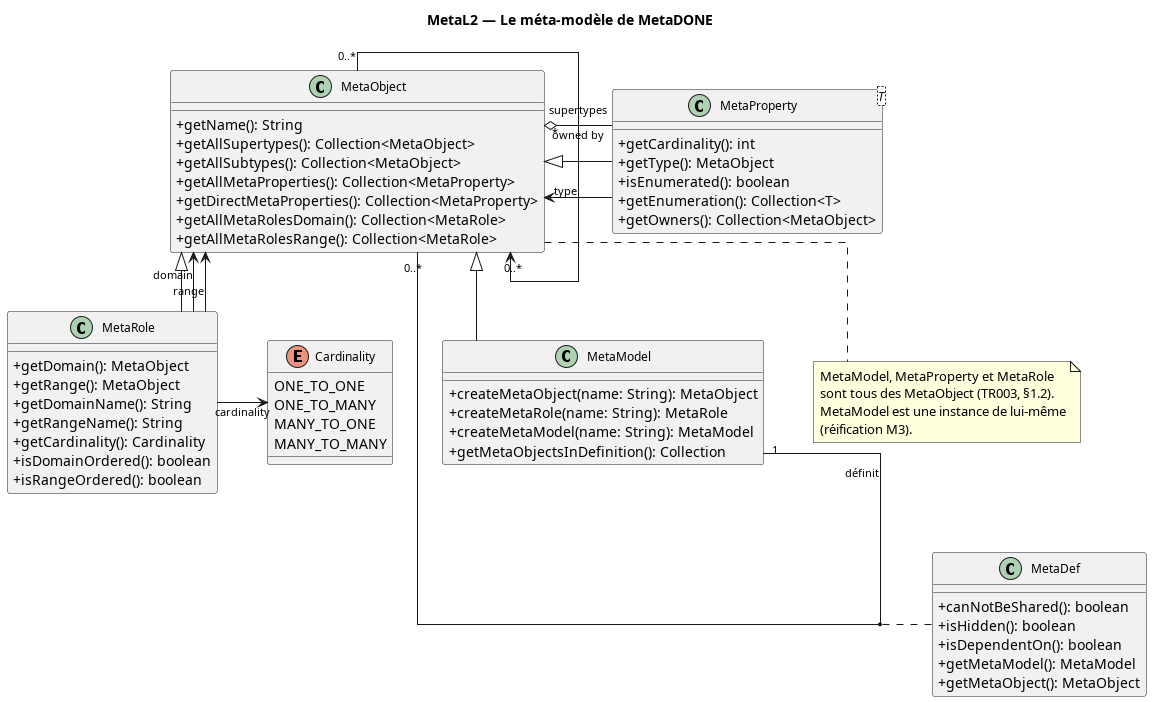 MetaL2 — Le méta-modèle de MetaDONE
0..*
C MetaObject
+getName(): String
+getAllSupertypes(): Collection<MetaObject>
+getAllSubtypes(): Collection<MetaObject>
+getAllMetaProperties(): Collection<MetaProperty>
+getDirectMetaProperties(): Collection<MetaProperty>
+getAllMetaRolesDomain(): Collection<MetaRole>
+getAllMetaRolesRange(): Collection<MetaRole>
supertypes
*
owned by
type
C MetaProperty
T
+getCardinality(): int
+getType(): MetaObject
+isEnumerated(): boolean
+getEnumeration(): Collection<T>
+getOwners(): Collection<MetaObject>
domain
range
0..*
0..*
C MetaRole
+getDomain(): MetaObject
+getRange(): MetaObject
+getDomainName(): String
+getRangeName(): String
+getCardinality(): Cardinality
+isDomainOrdered(): boolean
+isRangeOrdered(): boolean
cardinality
E Cardinality
ONE_TO_ONE
ONE_TO_MANY
MANY_TO_ONE
MANY_TO_MANY
C MetaModel
+createMetaObject(name: String): MetaObject
+createMetaRole(name: String): MetaRole
+createMetaModel(name: String): MetaModel
+getMetaObjectsInDefinition(): Collection
MetaModel, MetaProperty et MetaRole
sont tous des MetaObject (TR003, §1.2).
MetaModel est une instance de lui-même
(réification M3).
1
définit
C MetaDef
+canNotBeShared(): boolean
+isHidden(): boolean
+isDependentOn(): boolean
+getMetaModel(): MetaModel
+getMetaObject(): MetaObject